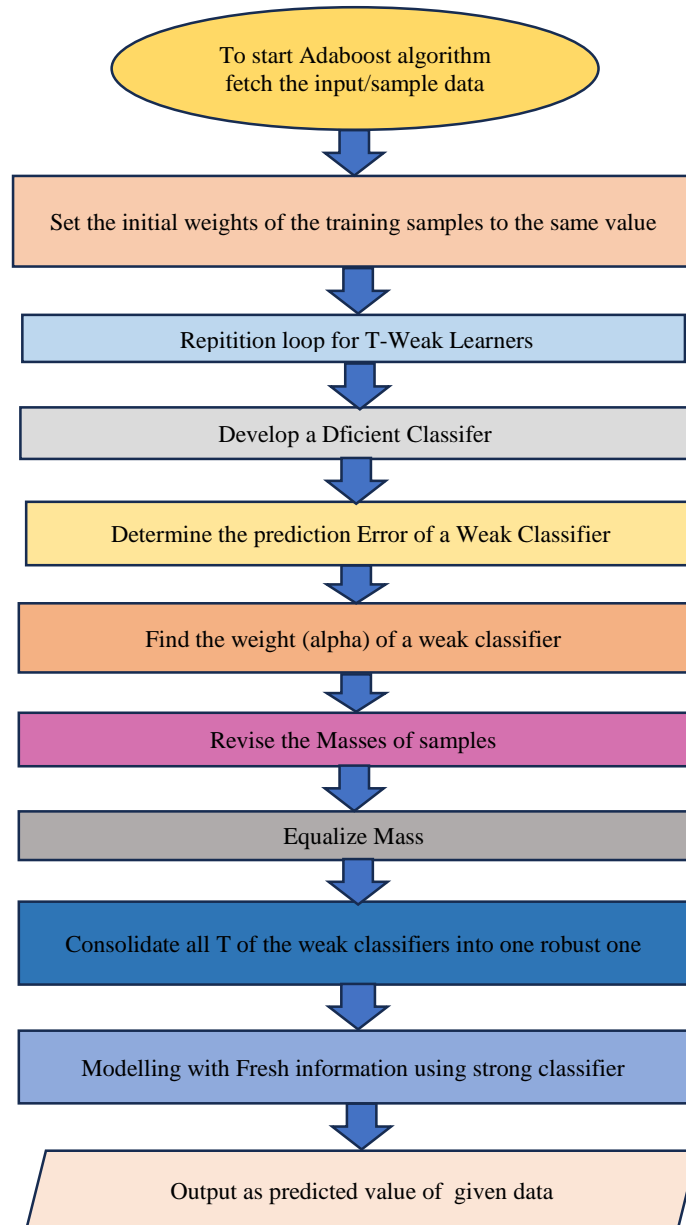 To start Adaboost algorithm
fetch the input/sample data
Set the initial weights of the training samples to the same value
Repitition loop for T-Weak Learners
Develop a Dficient Classifer
Determine the prediction Error of a Weak Classifier
Find the weight (alpha) of a weak classifier
Revise the Masses of samples
Equalize Mass
Consolidate all T of the weak classifiers into one robust one
Modelling with Fresh information using strong classifier
Output as predicted value of given data